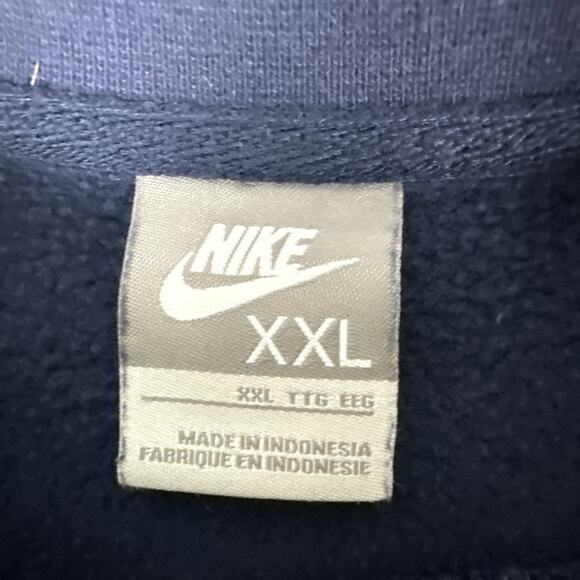 NIKE
XXL
XXL TTG EEG
MADE IN INDONESIA
FABRIQUE EN INDONESIE